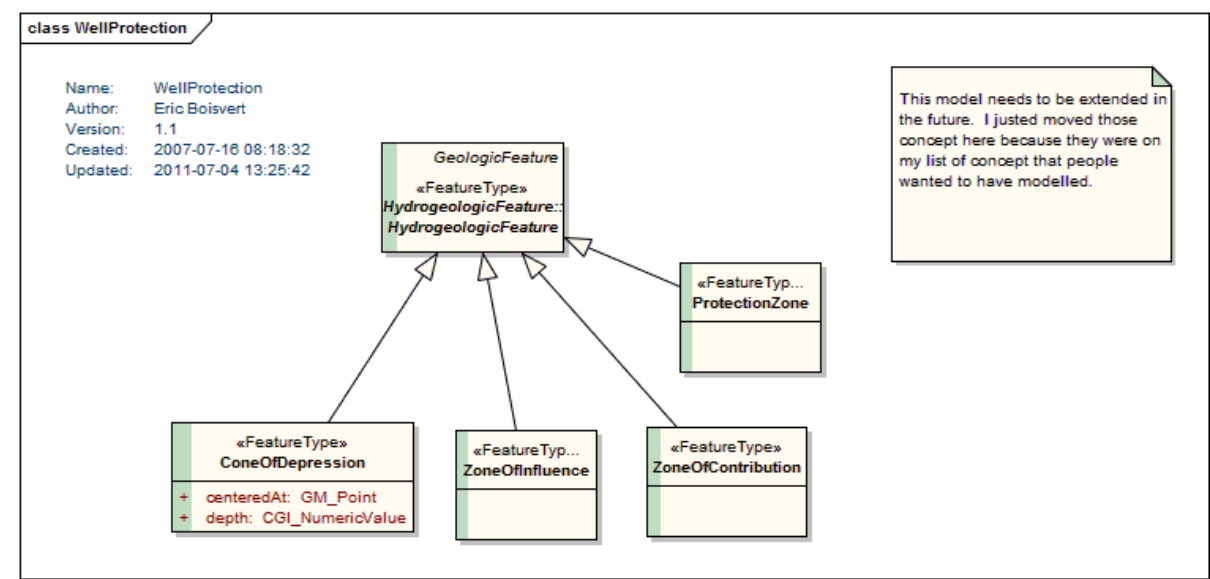 class WellProtection
Name: WellProtection
Author: Eric Boisvert
Version: 1.1
Created: 2007-07-16 08:18:32
Updated: 2011-07-04 13:25:42
This model needs to be extended in
the future. I justed moved those
concept here because they were on
my list of concept that people
wanted to have modelled.
GeologicFeature
«FeatureType»
HydrogeologicFeature::
HydrogeologicFeature
«FeatureTyp...
ProtectionZone
«FeatureType»
ConeOfDepression
+ centeredAt: GM_Point
+ depth: CGI_NumericValue
«FeatureTyp...
ZoneOfInfluence
«FeatureType»
ZoneOfContribution